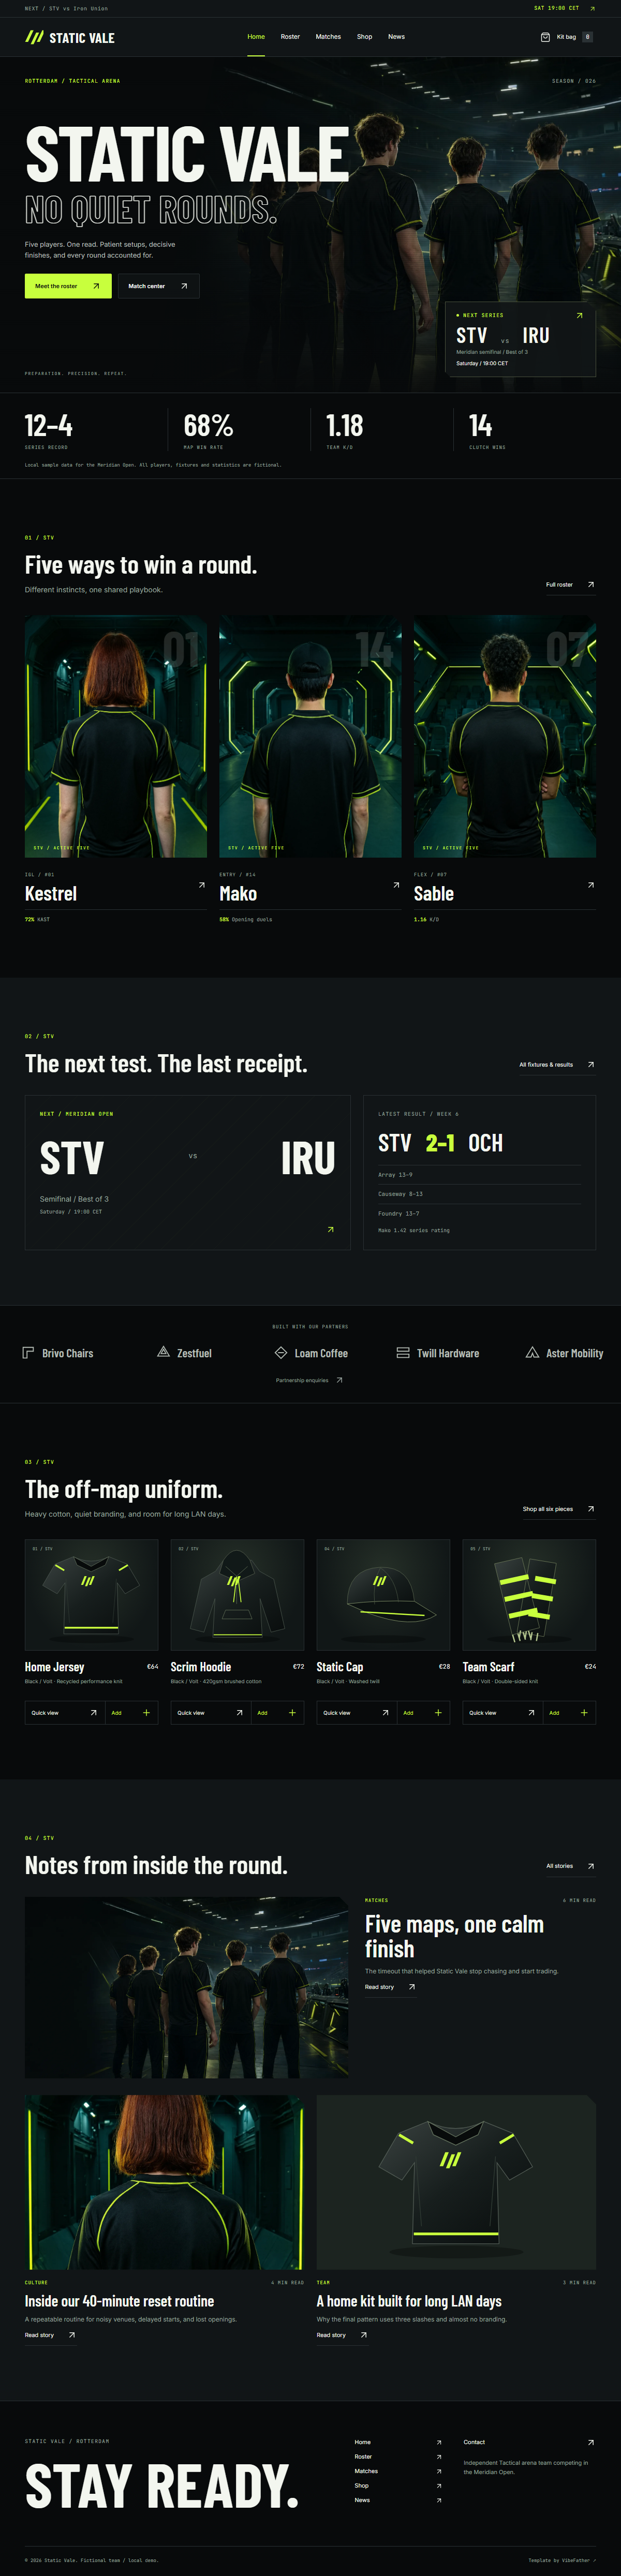 NEXT / STV vs Iron Union
SAT 19:00 CET
STATIC VALE
Home
Roster
Matches
Shop
News
Kit bag
0
ROTTERDAM / TACTICAL ARENA
SEASON / 026
STATIC VALE
NO QUIET ROUNDS.
Five players. One read. Patient setups, decisive
finishes, and every round accounted for.
Meet the roster
Match center
NEXT SERIES
STV VS IRU
Meridian semifinal / Best of 3
Saturday / 19:00 CET
PREPARATION. PRECISION. REPEAT.
12–4
SERIES RECORD
68%
MAP WIN RATE
1.18
TEAM K/D
14
CLUTCH WINS
Local sample data for the Meridian Open. All players, fixtures and statistics are fictional.
01 / STV
Five ways to win a round.
Different instincts, one shared playbook.
Full roster
01
STV / ACTIVE FIVE
IGL / #01
Kestrel
72% KAST
14
STV / ACTIVE FIVE
ENTRY / #14
Mako
58% Opening duels
07
STV / ACTIVE FIVE
FLEX / #07
Sable
1.16 K/D
02 / STV
The next test. The last receipt.
All fixtures & results
NEXT / MERIDIAN OPEN
STV VS IRU
Semifinal / Best of 3
Saturday / 19:00 CET
LATEST RESULT / WEEK 6
STV 2–1 OCH
Array 13–9
Causeway 8–13
Foundry 13–7
Mako 1.42 series rating
BUILT WITH OUR PARTNERS
Brivo Chairs
Zestfuel
Loam Coffee
Twill Hardware
Aster Mobility
Partnership enquiries
03 / STV
The off-map uniform.
Heavy cotton, quiet branding, and room for long LAN days.
Shop all six pieces
01 / STV
Home Jersey
€64
Black / Volt · Recycled performance knit
Quick view
Add
02 / STV
Scrim Hoodie
€72
Black / Volt · 420gsm brushed cotton
Quick view
Add
04 / STV
Static Cap
€28
Black / Volt · Washed twill
Quick view
Add
05 / STV
Team Scarf
€24
Black / Volt · Double-sided knit
Quick view
Add
04 / STV
Notes from inside the round.
All stories
MATCHES
6 MIN READ
Five maps, one calm
finish
The timeout that helped Static Vale stop chasing and start trading.
Read story
CULTURE
4 MIN READ
Inside our 40-minute reset routine
A repeatable routine for noisy venues, delayed starts, and lost openings.
Read story
TEAM
3 MIN READ
A home kit built for long LAN days
Why the final pattern uses three slashes and almost no branding.
Read story
STATIC VALE / ROTTERDAM
STAY READY.
Home
Roster
Matches
Shop
News
Contact
Independent Tactical arena team competing in
the Meridian Open.
© 2026 Static Vale. Fictional team / local demo.
Template by VibeFather ↗